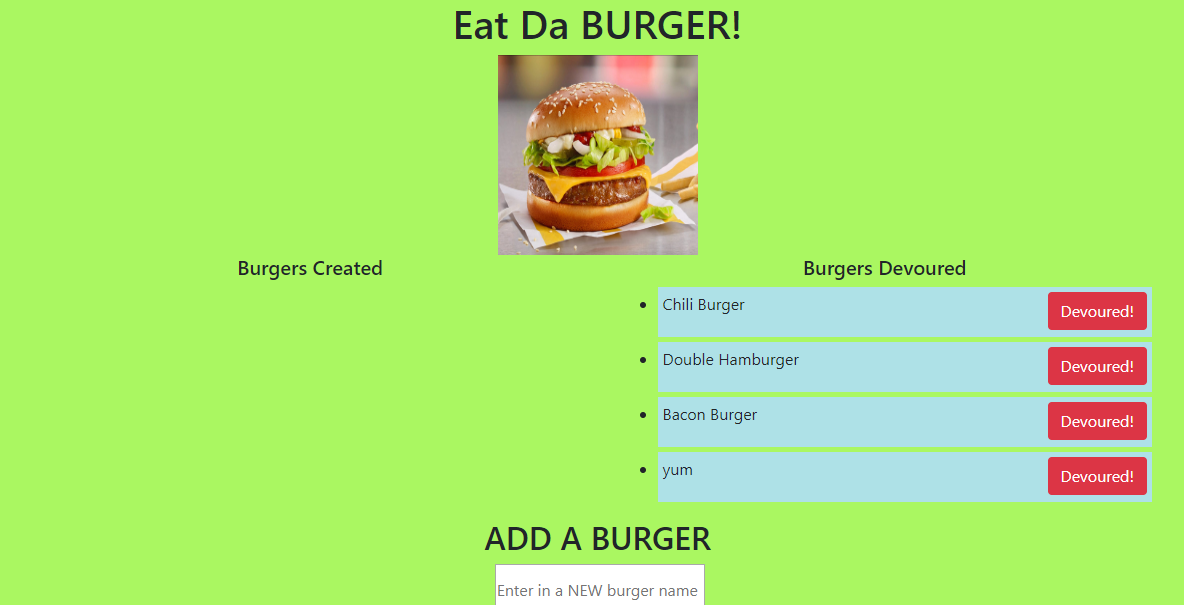 Eat Da BURGER!
Burgers Created
Burgers Devoured
Chili Burger
Devoured!
Double Hamburger
Devoured!
Bacon Burger
Devoured!
yum
Devoured!
ADD A BURGER
Enter in a NEW burger name